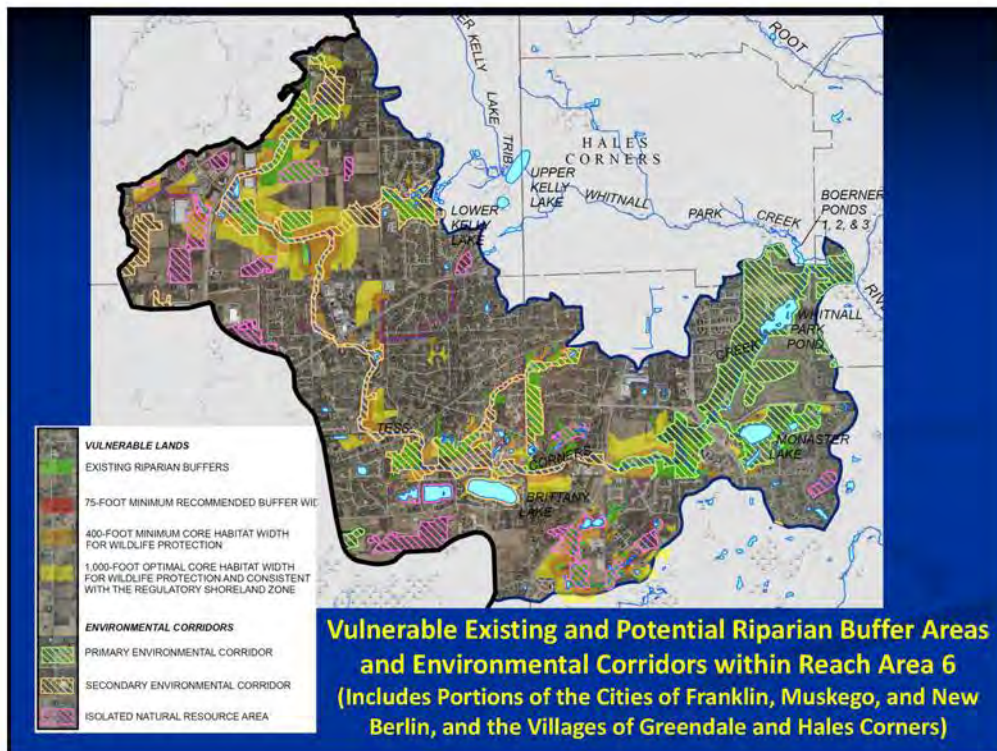 ROOT
ER KELLY
LAKE
TRIB
HALES
CORNERS
UPPER
KELLY
LAKE
WHITNALL
PARK
CREEK
BOERNER
PONDS
1, 2, & 3
LOWER
KELLY
LAKE
WHITNALL
PARK
POND
CREEK
TESS
CORNERS
MONASTER
LAKE
BRITTANY
LAKE
VULNERABLE LANDS
EXISTING RIPARIAN BUFFERS
75-FOOT MINIMUM RECOMMENDED BUFFER WID
400-FOOT MINIMUM CORE HABITAT WIDTH
FOR WILDLIFE PROTECTION
1,000-FOOT OPTIMAL CORE HABITAT WIDTH
FOR WILDLIFE PROTECTION AND CONSISTENT
WITH THE REGULATORY SHORELAND ZONE
ENVIRONMENTAL CORRIDORS
PRIMARY ENVIRONMENTAL CORRIDOR
SECONDARY ENVIRONMENTAL CORRIDOR
ISOLATED NATURAL RESOURCE AREA
Vulnerable Existing and Potential Riparian Buffer Areas
and Environmental Corridors within Reach Area 6
(Includes Portions of the Cities of Franklin, Muskego, and New
Berlin, and the Villages of Greendale and Hales Corners)